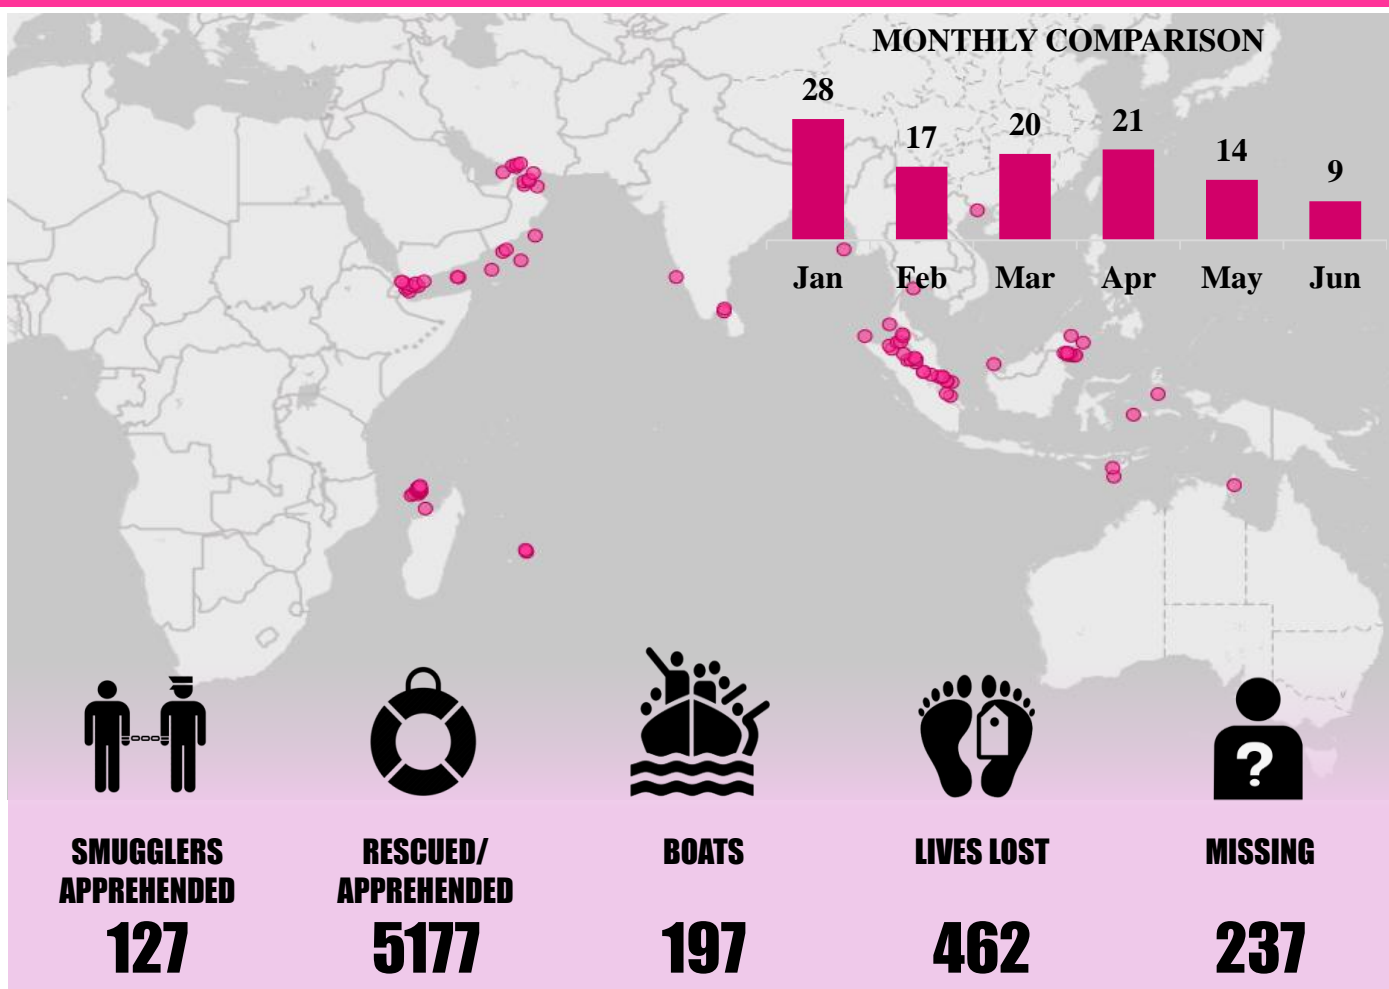 MONTHLY COMPARISON
28
17
20
21
14
9
Jan
Feb
Mar
Apr
May
Jun
?
SMUGGLERS
APPREHENDED
127
RESCUED/
APPREHENDED
5177
BOATS
197
LIVES LOST
462
MISSING
237